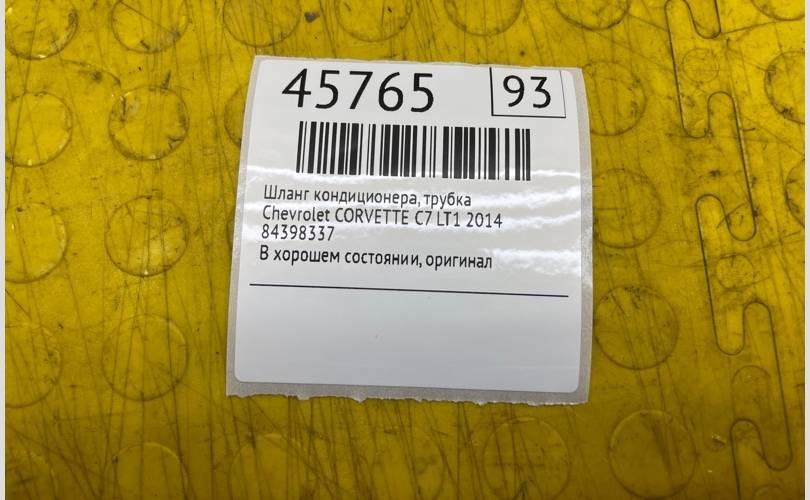 45765 93
Шланг кондиционера, трубка
Chevrolet CORVETTE C7 LT1 2014
84398337
В хорошем состоянии, оригинал